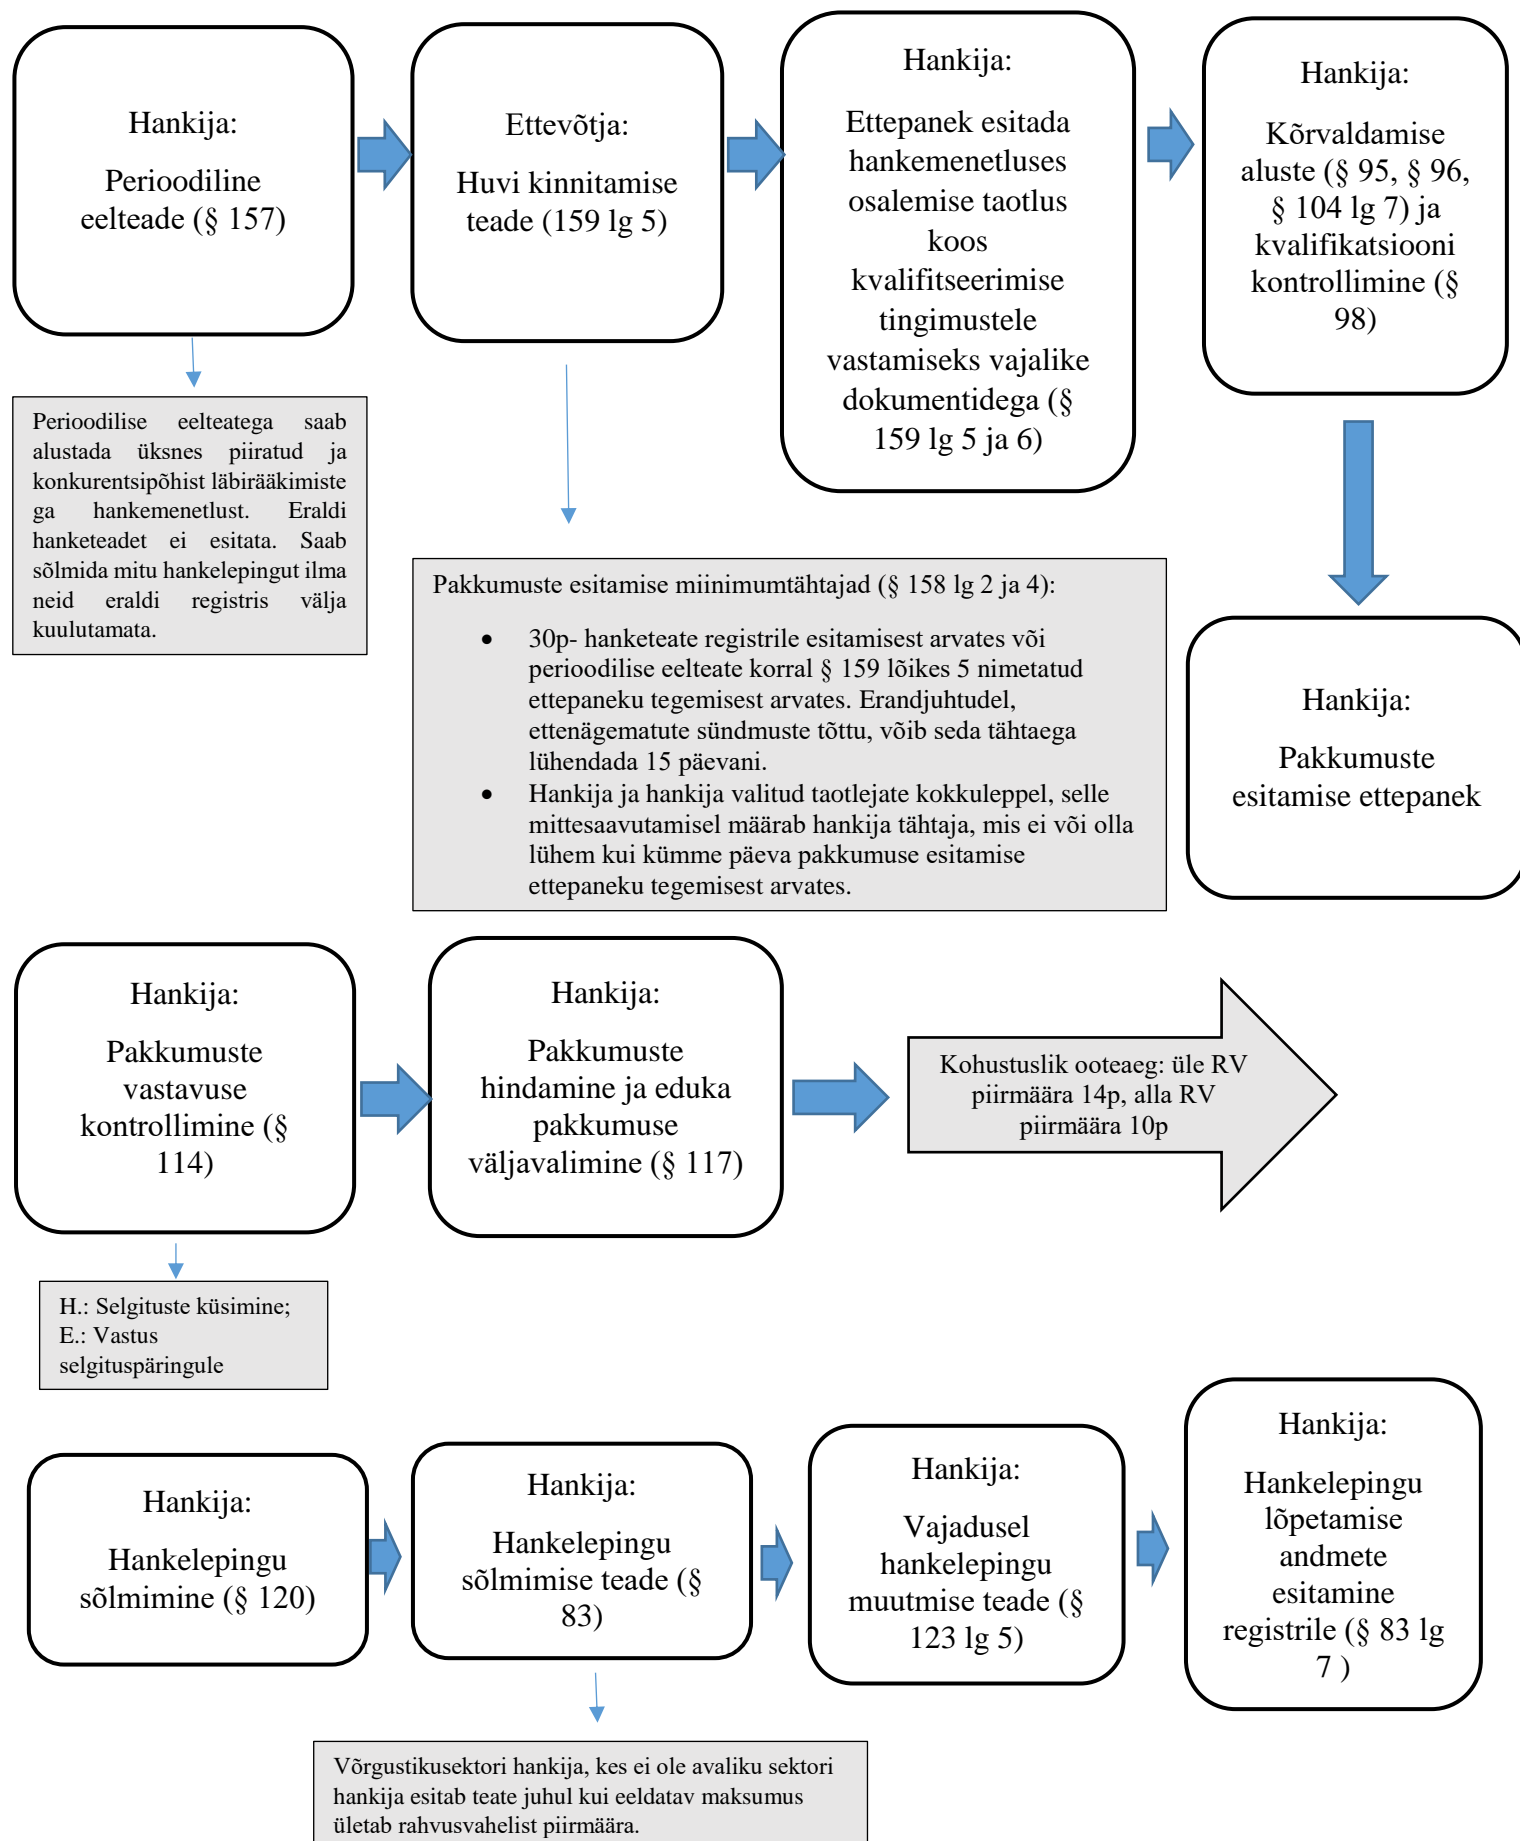 Hankija:
Perioodiline
eelteade (§ 157)
Ettevõtja:
Huvi kinnitamise
teade (159 lg 5)
Hankija:
Ettepanek esitada
hankemenetluses
osalemise taotlus
koos
kvalifitseerimise
tingimustele
vastamiseks vajalike
dokumentidega (§
159 lg 5 ja 6)
Hankija:
Kõrvaldamise
aluste (§ 95, § 96,
§ 104 lg 7) ja
kvalifikatsiooni
kontrollimine (§
98)
Perioodilise eelteatega saab
alustada üksnes piiratud ja
konkurentsipõhist läbirääkimiste
ga hankemenetlust. Eraldi
hanketeadet ei esitata. Saab
sõlmida mitu hankelepingut ilma
neid eraldi registris välja
kuulutamata.
Pakkumuste esitamise miinimumtähtajad (§ 158 lg 2 ja 4):
• 30p- hanketeate registrile esitamisest arvates või
perioodilise eelteate korral § 159 lõikes 5 nimetatud
ettepaneku tegemisest arvates. Erandjuhtudel,
ettenägematute sündmuste tõttu, võib seda tähtaega
lühendada 15 päevani.
• Hankija ja hankija valitud taotlejate kokkuleppel, selle
mittesaavutamisel määrab hankija tähtaja, mis ei või olla
lühem kui kümme päeva pakkumuse esitamise
ettepaneku tegemisest arvates.
Hankija:
Pakkumuste
esitamise ettepanek
Hankija:
Pakkumuste
vastavuse
kontrollimine (§
114)
Hankija:
Pakkumuste
hindamine ja eduka
pakkumuse
väljavalimine (§ 117)
Kohustuslik ooteaeg: üle RV
piirmäära 14p, alla RV
piirmäära 10p
H.: Selgituste küsimine;
E.: Vastus
selgituspäringule
Hankija:
Hankelepingu
sõlmimine (§ 120)
Hankija:
Hankelepingu
sõlmimise teade (§
83)
Hankija:
Vajadusel
hankelepingu
muutmise teade (§
123 lg 5)
Hankija:
Hankelepingu
lõpetamise
andmete
esitamine
registrile (§ 83 lg
7 )
Võrgustikusektori hankija, kes ei ole avaliku sektori
hankija esitab teate juhul kui eeldatav maksumus
ületab rahvusvahelist piirmäära.